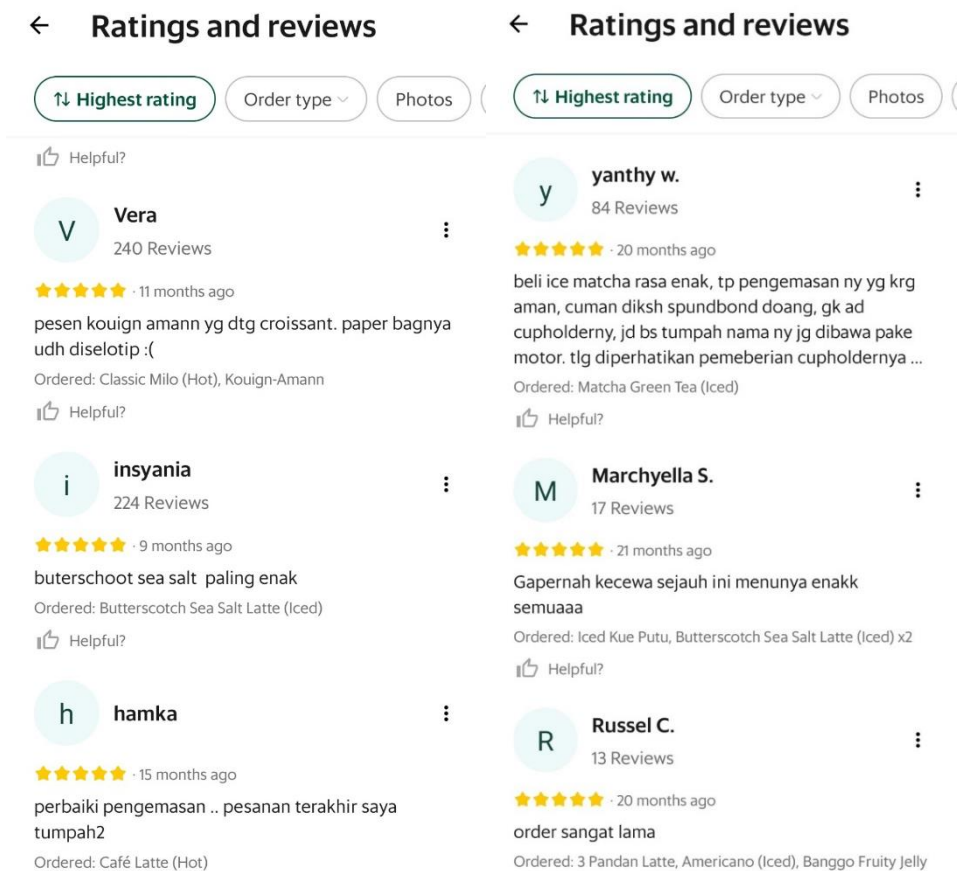 Ratings and reviews
Highest rating
Order type
Photos
Helpful?
V
Vera
240 Reviews
· 11 months ago
pesen kouign amann yg dtg croissant. paper bagnya
udh diselotip :(
Ordered: Classic Milo (Hot), Kouign-Amann
Helpful?
i
insyania
224 Reviews
· 9 months ago
buterschoot sea salt paling enak
Ordered: Butterscotch Sea Salt Latte (Iced)
Helpful?
h
hamka
· 15 months ago
perbaiki pengemasan .. pesanan terakhir saya
tumpah2
Ordered: Café Latte (Hot)
Ratings and reviews
Highest rating
Order type
Photos
y
yanthy w.
84 Reviews
· 20 months ago
beli ice matcha rasa enak, tp pengemasan ny yg krg
aman, cuman diksh spundbond doang, gk ad
cupholderny, jd bs tumpah nama ny jg dibawa pake
motor. tlg diperhatikan pemeberian cupholdernya ...
Ordered: Matcha Green Tea (Iced)
Helpful?
M
Marchyella S.
17 Reviews
· 21 months ago
Gapernah kecewa sejauh ini menunya enakk
semuaaa
Ordered: Iced Kue Putu, Butterscotch Sea Salt Latte (Iced) x2
Helpful?
R
Russel C.
13 Reviews
· 20 months ago
order sangat lama
Ordered: 3 Pandan Latte, Americano (Iced), Banggo Fruity Jelly